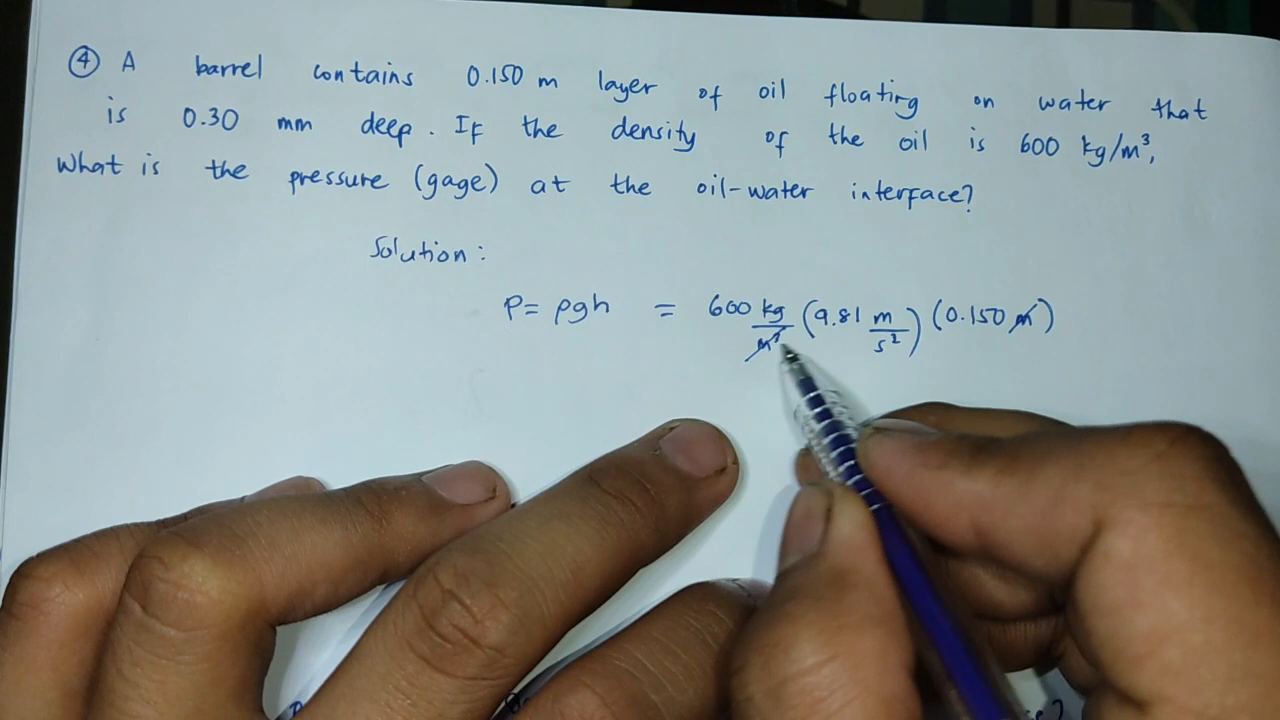 ④ A barrel contains 0.150 m layer of oil floating on water that
is 0.30 mm deep. If the density of the oil is 600 kg/m³,
What is the pressure (gage) at the oil-water interface?
Solution:
P = ρgh = 600 kg/m³ (9.81 m/s²) (0.150 m)